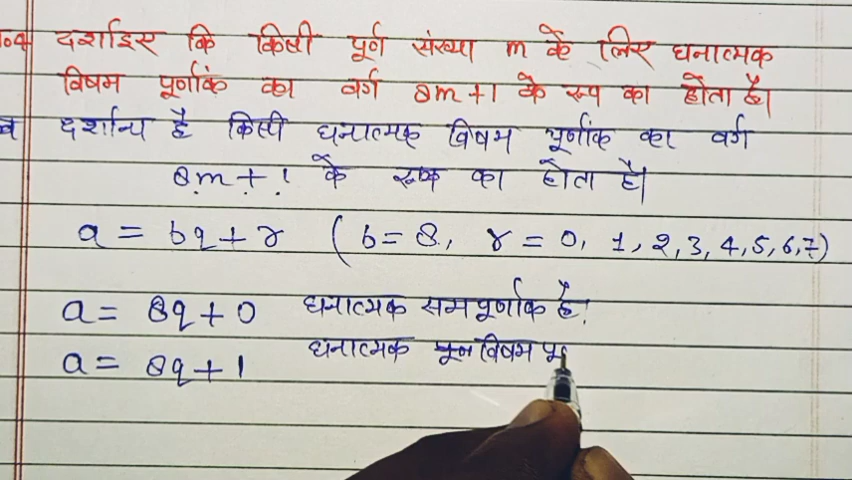 दर्शाइए कि किसी पूर्ण संख्या m के लिए धनात्मक
विषम पूर्णांक का वर्ग 8m+1 के रूप का होता है।
दर्शाना है किसी धनात्मक विषम पूर्णांक का वर्ग
8m+1 के रूप का होता है।
a = bq+r (b=8, r=0, 1, 2, 3, 4, 5, 6, 7)
a = 8q+0 धनात्मक सम पूर्णांक है।
a = 8q+1 धनात्मक विषम पू